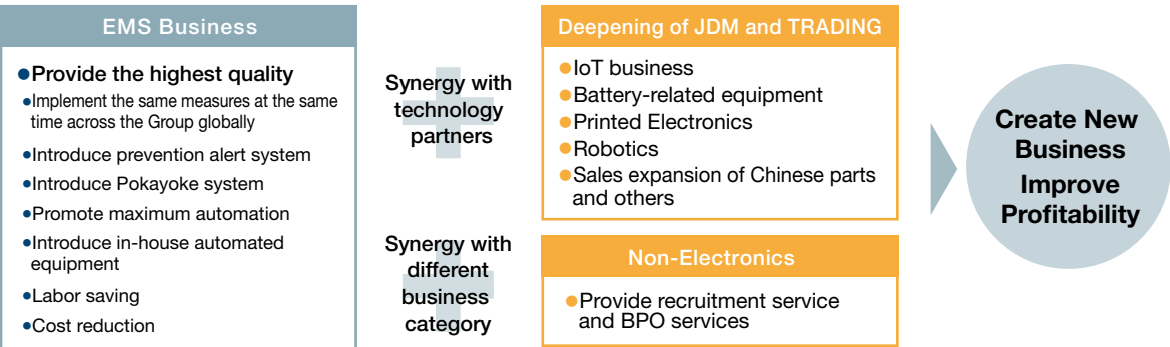 EMS Business
●Provide the highest quality
●Implement the same measures at the same
time across the Group globally
●Introduce prevention alert system
●Introduce Pokayoke system
●Promote maximum automation
●Introduce in-house automated
equipment
●Labor saving
●Cost reduction
Synergy with
technology
partners
Synergy with
different
business
category
Deepening of JDM and TRADING
●IoT business
●Battery-related equipment
●Printed Electronics
●Robotics
●Sales expansion of Chinese parts
and others
Non-Electronics
●Provide recruitment service
and BPO services
Create New
Business
Improve
Profitability